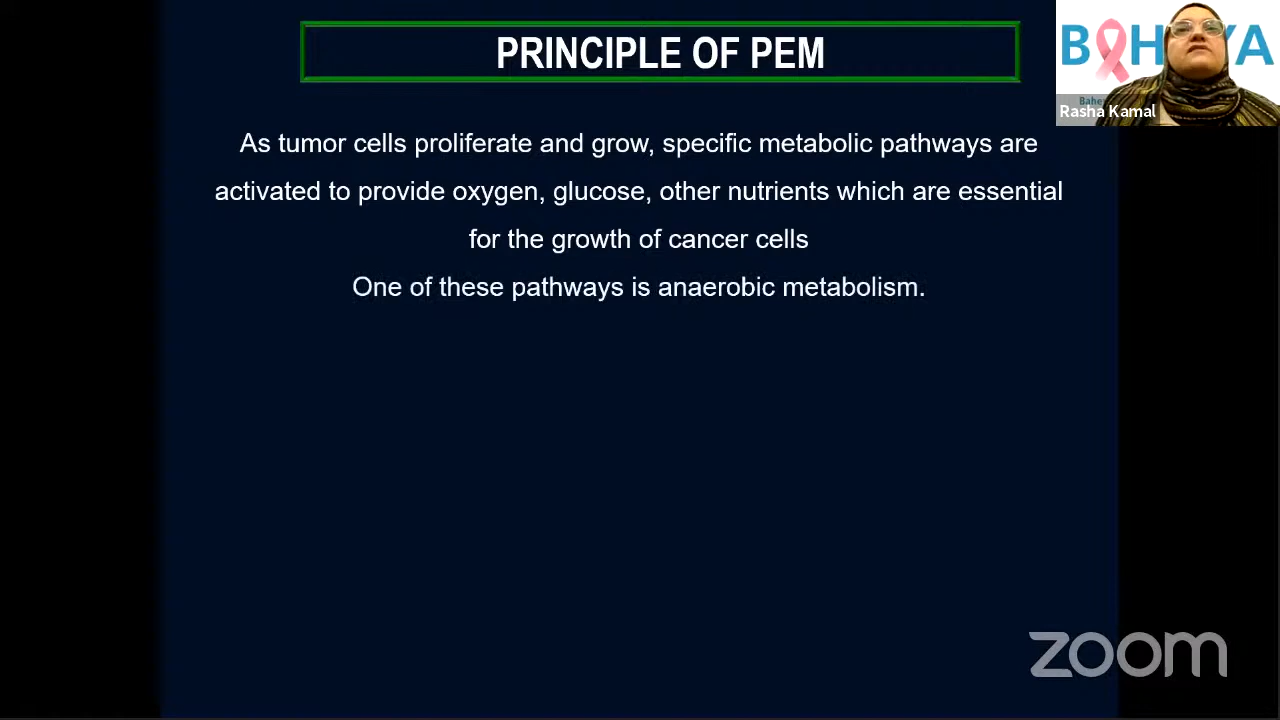 PRINCIPLE OF PEM
As tumor cells proliferate and grow, specific metabolic pathways are
activated to provide oxygen, glucose, other nutrients which are essential
for the growth of cancer cells
One of these pathways is anaerobic metabolism.
Rasha Kamal
zoom